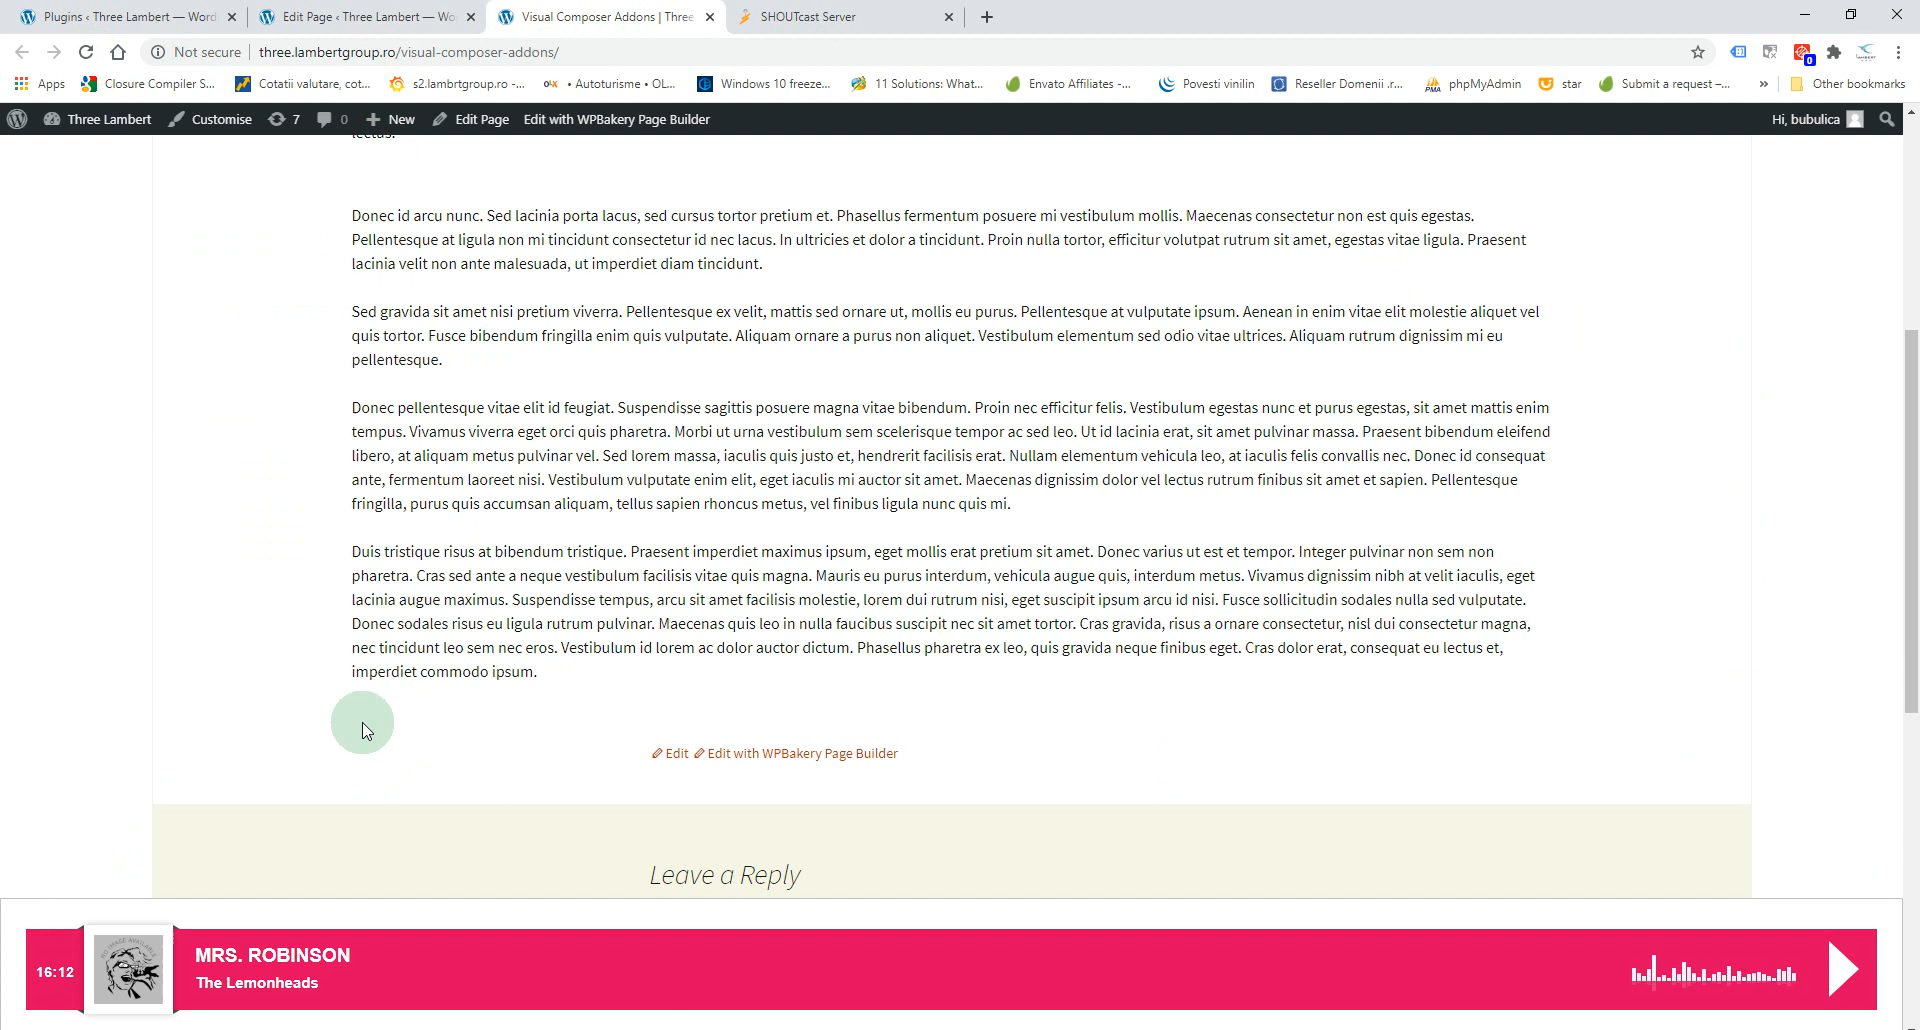 Plugins ‹ Three Lambert — Word
Edit Page ‹ Three Lambert — Wo
Visual Composer Addons | Three
SHOUTcast Server
Not secure
three.lambertgroup.ro/visual-composer-addons/
Apps
Closure Compiler S...
Cotatii valutare, cot...
s2.lambrtgroup.ro -...
olx
• Autoturisme • OL...
Windows 10 freeze...
11 Solutions: What...
Envato Affiliates -...
Povesti vinilin
Reseller Domenii .r...
PMA
phpMyAdmin
star
Submit a request –...
»
Other bookmarks
0
Three Lambert
Customise
7
0
New
Edit Page
Edit with WPBakery Page Builder
Hi, bubulica
lectus.
Donec id arcu nunc. Sed lacinia porta lacus, sed cursus tortor pretium et. Phasellus fermentum posuere mi vestibulum mollis. Maecenas consectetur non est quis egestas.
Pellentesque at ligula non mi tincidunt consectetur id nec lacus. In ultricies et dolor a tincidunt. Proin nulla tortor, efficitur volutpat rutrum sit amet, egestas vitae ligula. Praesent
lacinia velit non ante malesuada, ut imperdiet diam tincidunt.
Sed gravida sit amet nisi pretium viverra. Pellentesque ex velit, mattis sed ornare ut, mollis eu purus. Pellentesque at vulputate ipsum. Aenean in enim vitae elit molestie aliquet vel
quis tortor. Fusce bibendum fringilla enim quis vulputate. Aliquam ornare a purus non aliquet. Vestibulum elementum sed odio vitae ultrices. Aliquam rutrum dignissim mi eu
pellentesque.
Donec pellentesque vitae elit id feugiat. Suspendisse sagittis posuere magna vitae bibendum. Proin nec efficitur felis. Vestibulum egestas nunc et purus egestas, sit amet mattis enim
tempus. Vivamus viverra eget orci quis pharetra. Morbi ut urna vestibulum sem scelerisque tempor ac sed leo. Ut id lacinia erat, sit amet pulvinar massa. Praesent bibendum eleifend
libero, at aliquam metus pulvinar vel. Sed lorem massa, iaculis quis justo et, hendrerit facilisis erat. Nullam elementum vehicula leo, at iaculis felis convallis nec. Donec id consequat
ante, fermentum laoreet nisi. Vestibulum vulputate enim elit, eget iaculis mi auctor sit amet. Maecenas dignissim dolor vel lectus rutrum finibus sit amet et sapien. Pellentesque
fringilla, purus quis accumsan aliquam, tellus sapien rhoncus metus, vel finibus ligula nunc quis mi.
Duis tristique risus at bibendum tristique. Praesent imperdiet maximus ipsum, eget mollis erat pretium sit amet. Donec varius ut est et tempor. Integer pulvinar non sem non
pharetra. Cras sed ante a neque vestibulum facilisis vitae quis magna. Mauris eu purus interdum, vehicula augue quis, interdum metus. Vivamus dignissim nibh at velit iaculis, eget
lacinia augue maximus. Suspendisse tempus, arcu sit amet facilisis molestie, lorem dui rutrum nisi, eget suscipit ipsum arcu id nisi. Fusce sollicitudin sodales nulla sed vulputate.
Donec sodales risus eu ligula rutrum pulvinar. Maecenas quis leo in nulla faucibus suscipit nec sit amet tortor. Cras gravida, risus a ornare consectetur, nisl dui consectetur magna,
nec tincidunt leo sem nec eros. Vestibulum id lorem ac dolor auctor dictum. Phasellus pharetra ex leo, quis gravida neque finibus eget. Cras dolor erat, consequat eu lectus et,
imperdiet commodo ipsum.
Edit
Edit with WPBakery Page Builder
Leave a Reply
16:12
NO IMAGE AVAILABLE
MRS. ROBINSON
The Lemonheads